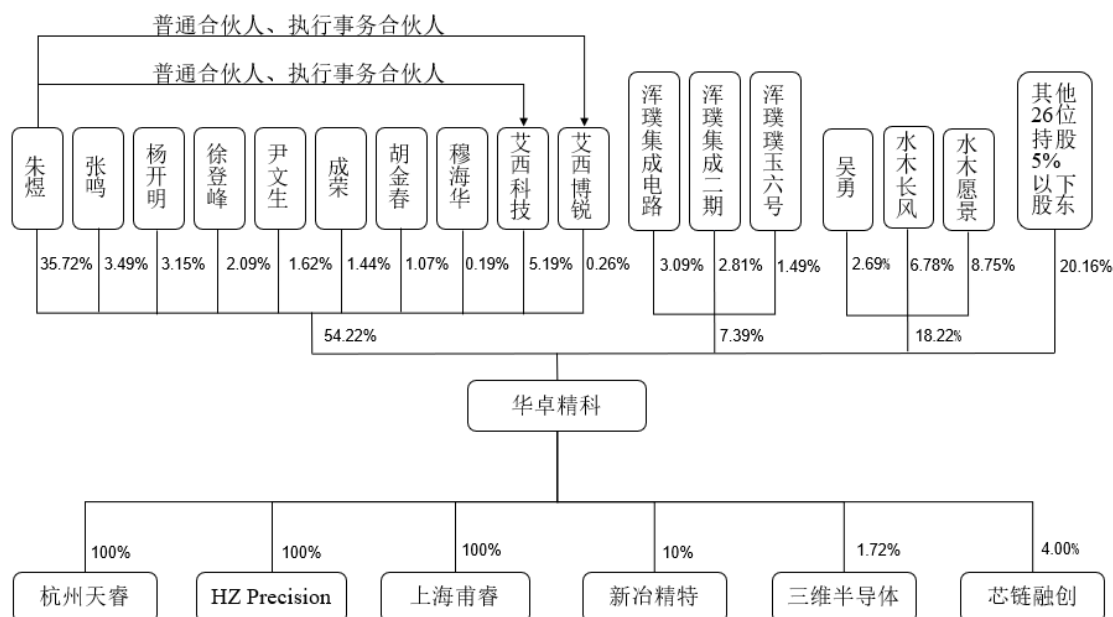 普通合伙人、执行事务合伙人
普通合伙人、执行事务合伙人
朱煜
张鸣
杨开明
徐登峰
尹文生
成荣
胡金春
穆海华
艾西科技
艾西博锐
浑璞集成电路
浑璞集成二期
浑璞璞玉六号
吴勇
水木长风
水木愿景
其他
26位
持股
5%
以下
股东
35.72%
3.49%
3.15%
2.09%
1.62%
1.44%
1.07%
0.19%
5.19%
0.26%
3.09%
2.81%
1.49%
2.69%
6.78%
8.75%
20.16%
54.22%
7.39%
18.22%
华卓精科
100%
100%
100%
10%
1.72%
4.00%
杭州天睿
HZ Precision
上海甫睿
新冶精特
三维半导体
芯链融创